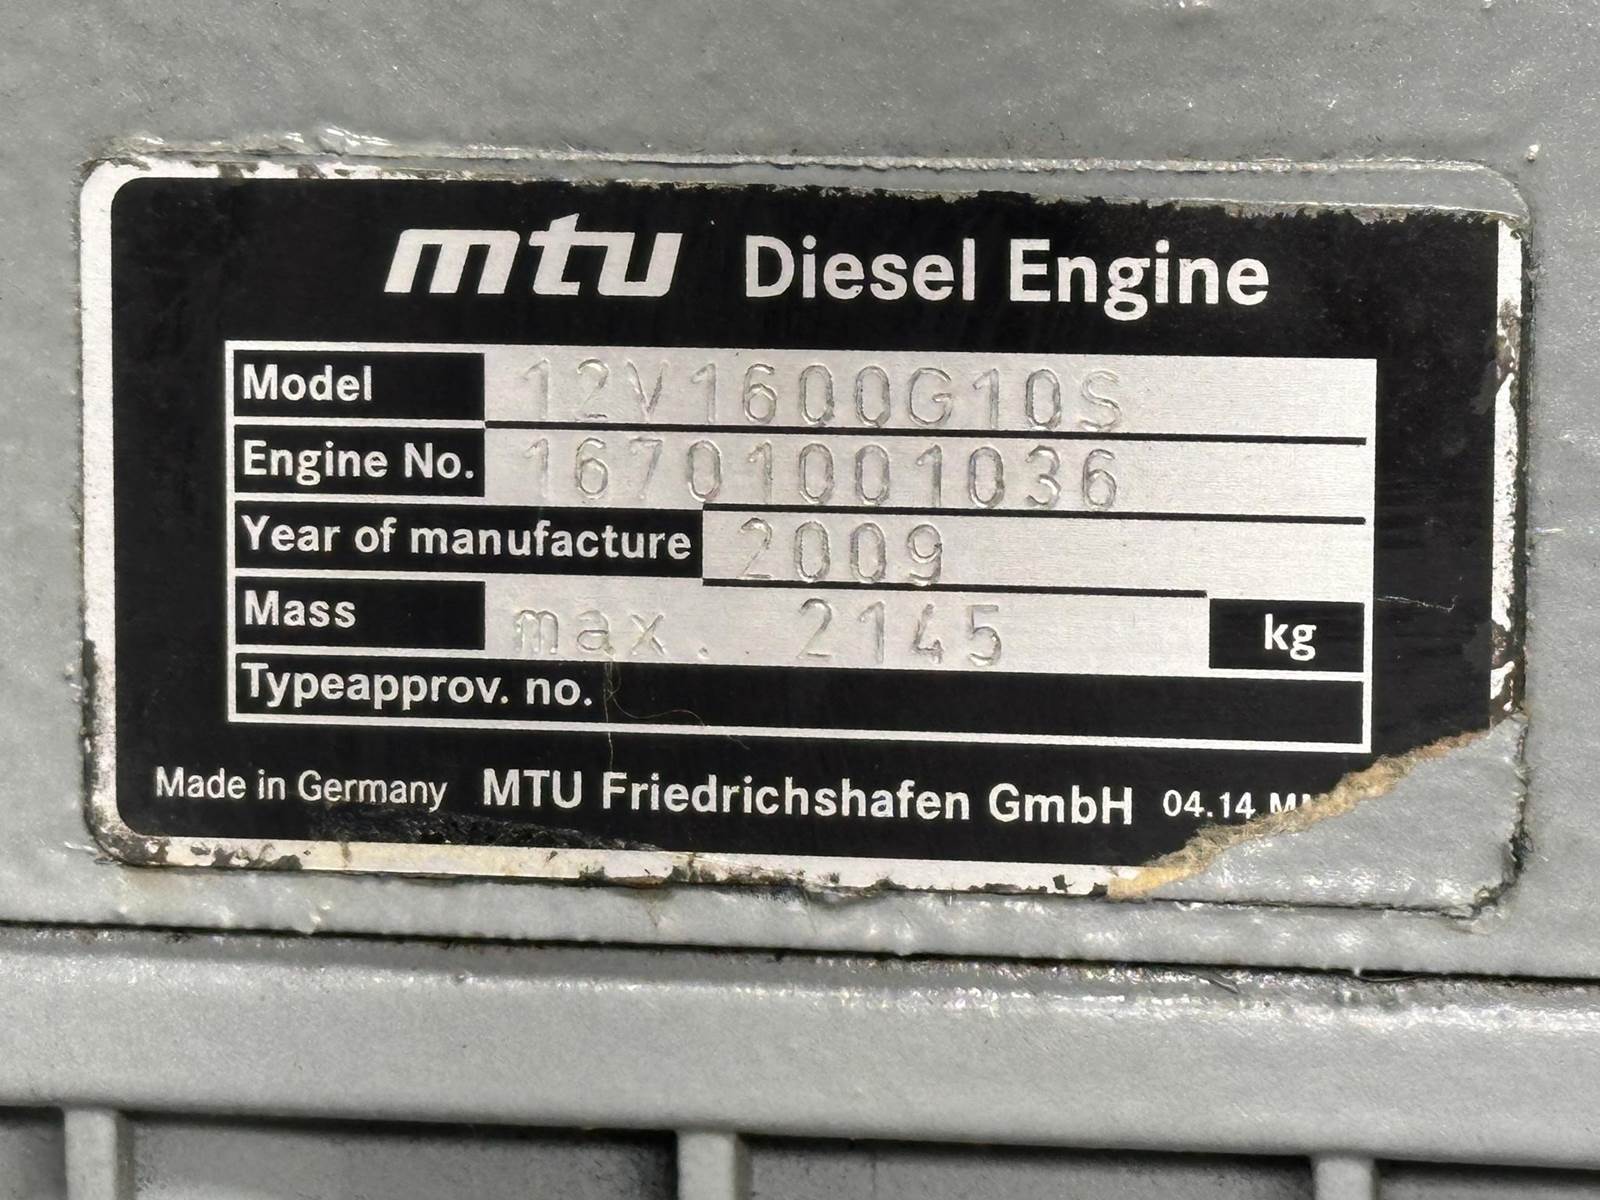 mtu Diesel Engine
Model 12V1600G10S
Engine No. 16701001036
Year of manufacture 2009
Mass max. 2145 kg
Typeapprov. no.
Made in Germany MTU Friedrichshafen GmbH 04.14